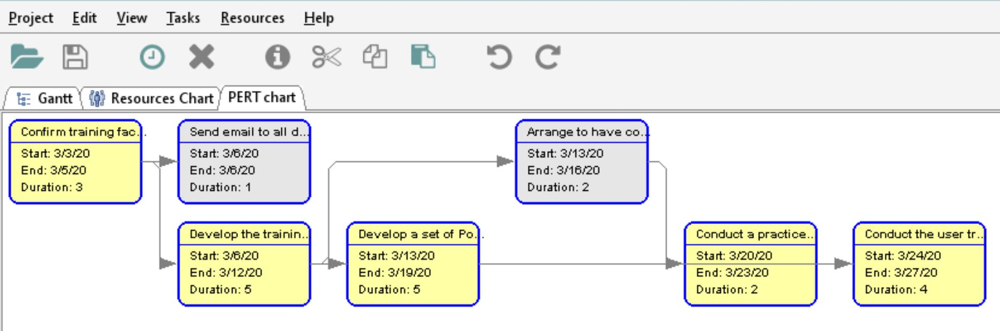 Project Edit View Tasks Resources Help
Gantt Resources Chart PERT chart
Confirm training fac...
Start: 3/3/20
End: 3/5/20
Duration: 3
Send email to all d...
Start: 3/6/20
End: 3/6/20
Duration: 1
Arrange to have co...
Start: 3/13/20
End: 3/16/20
Duration: 2
Develop the trainin...
Start: 3/6/20
End: 3/12/20
Duration: 5
Develop a set of Po...
Start: 3/13/20
End: 3/19/20
Duration: 5
Conduct a practice...
Start: 3/20/20
End: 3/23/20
Duration: 2
Conduct the user tr...
Start: 3/24/20
End: 3/27/20
Duration: 4